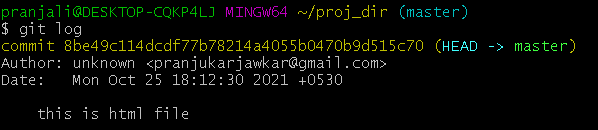 pranjali@DESKTOP-CQKP4LJ MINGW64 ~/proj_dir (master)
$ git log
commit 8be49c114dcdf77b78214a4055b0470b9d515c70 (HEAD -> master)
Author: unknown <pranjukarjawkar@gmail.com>
Date:   Mon Oct 25 18:12:30 2021 +0530
    this is html file